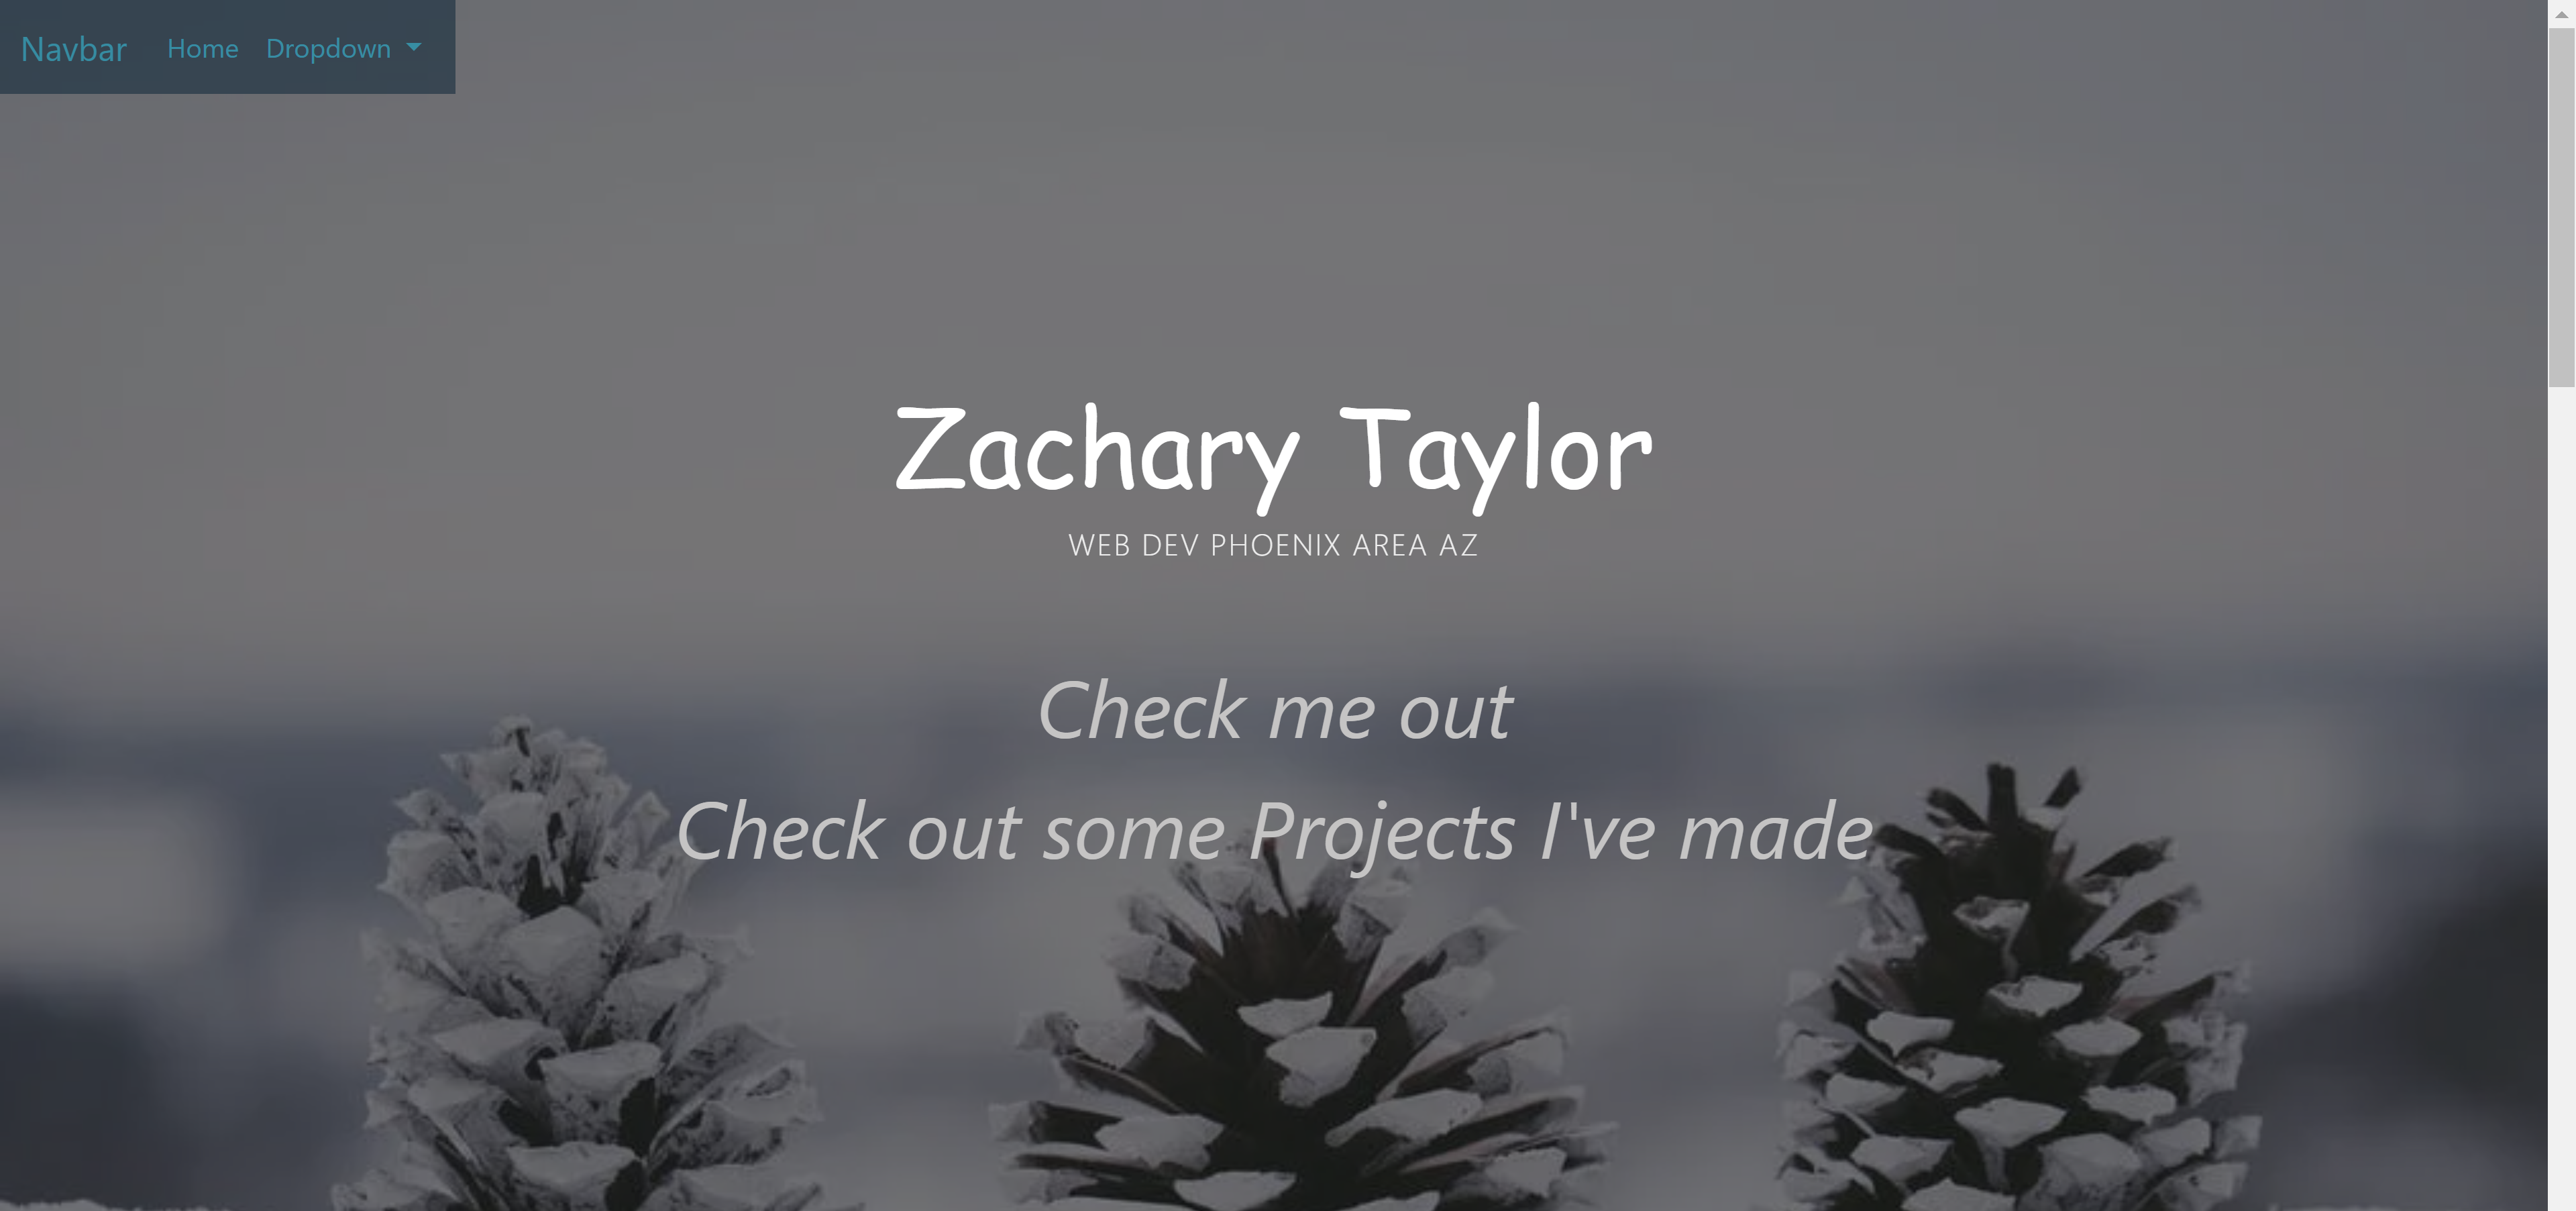 Navbar Home Dropdown
Zachary Taylor
WEB DEV PHOENIX AREA AZ
Check me out
Check out some Projects I've made